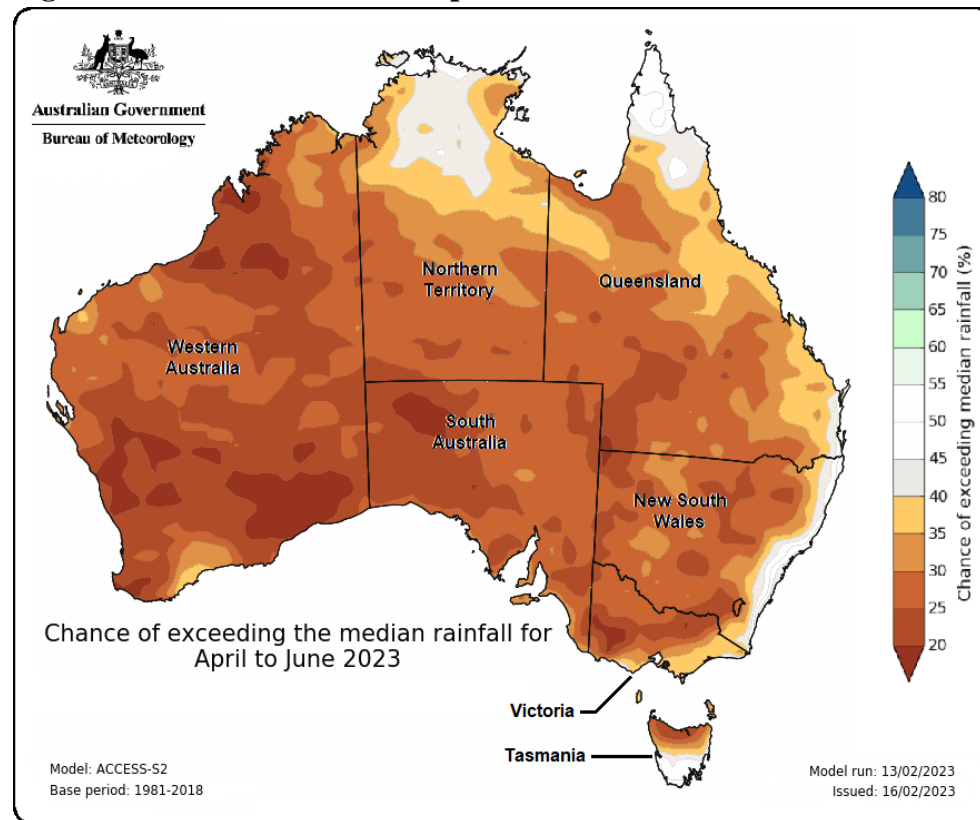 Australian Government
Bureau of Meteorology
Northern
Territory
Queensland
Western
Australia
South
Australia
New South
Wales
80
75
70
65
60
55
50
45
40
35
30
25
20
Chance of exceeding median rainfall (%)
Chance of exceeding the median rainfall for
April to June 2023
Victoria
Tasmania
Model: ACCESS-S2
Base period: 1981-2018
Model run: 13/02/2023
Issued: 16/02/2023